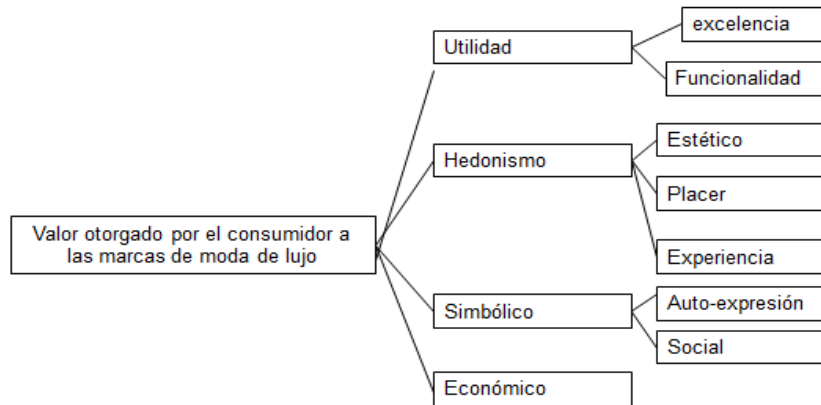 excelencia
Utilidad
Funcionalidad
Estético
Hedonismo
Placer
Valor otorgado por el consumidor a
las marcas de moda de lujo
Experiencia
Auto-expresión
Simbólico
Social
Económico